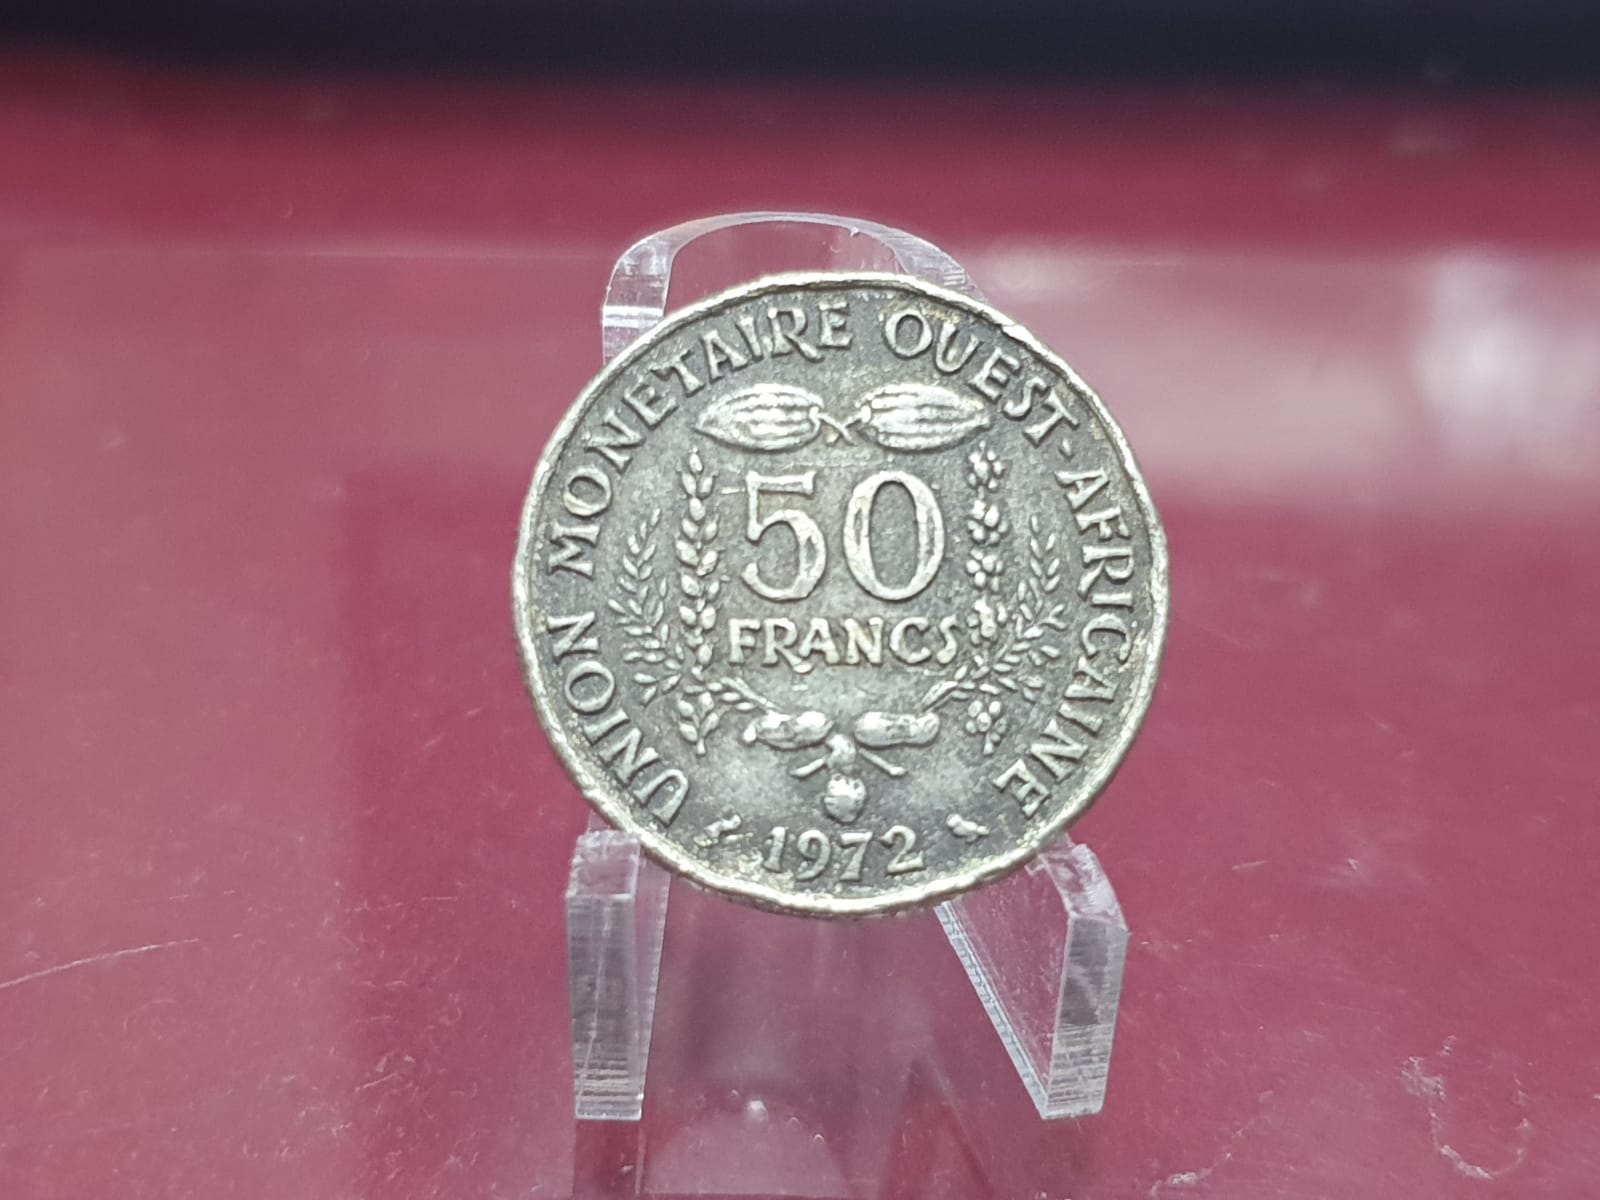 UNION MONETAIRE OUEST-AFRICAINE
50
FRANCS
1972